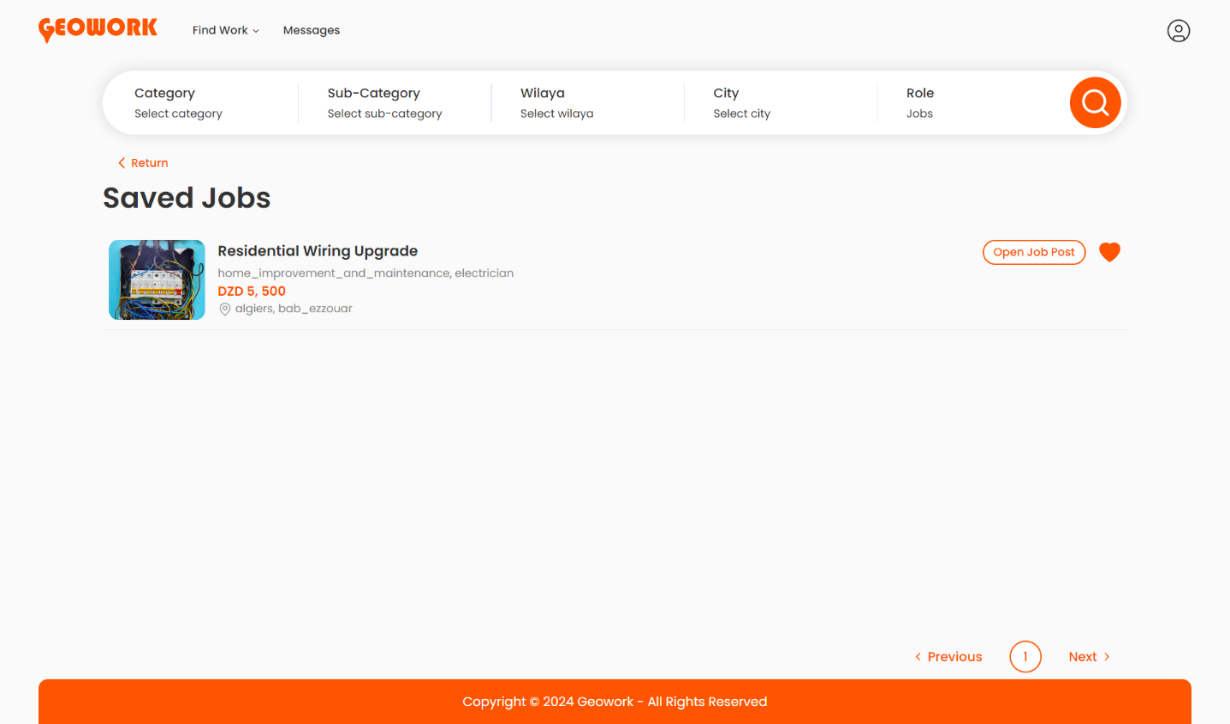 GEOWORK
Find Work
Messages
Category
Select category
Sub-Category
Select sub-category
Wilaya
Select wilaya
City
Select city
Role
Jobs
Return
Saved Jobs
Residential Wiring Upgrade
home_improvement_and_maintenance, electrician
DZD 5, 500
algiers, bab_ezzouar
Open Job Post
Previous
1
Next
Copyright © 2024 Geowork - All Rights Reserved